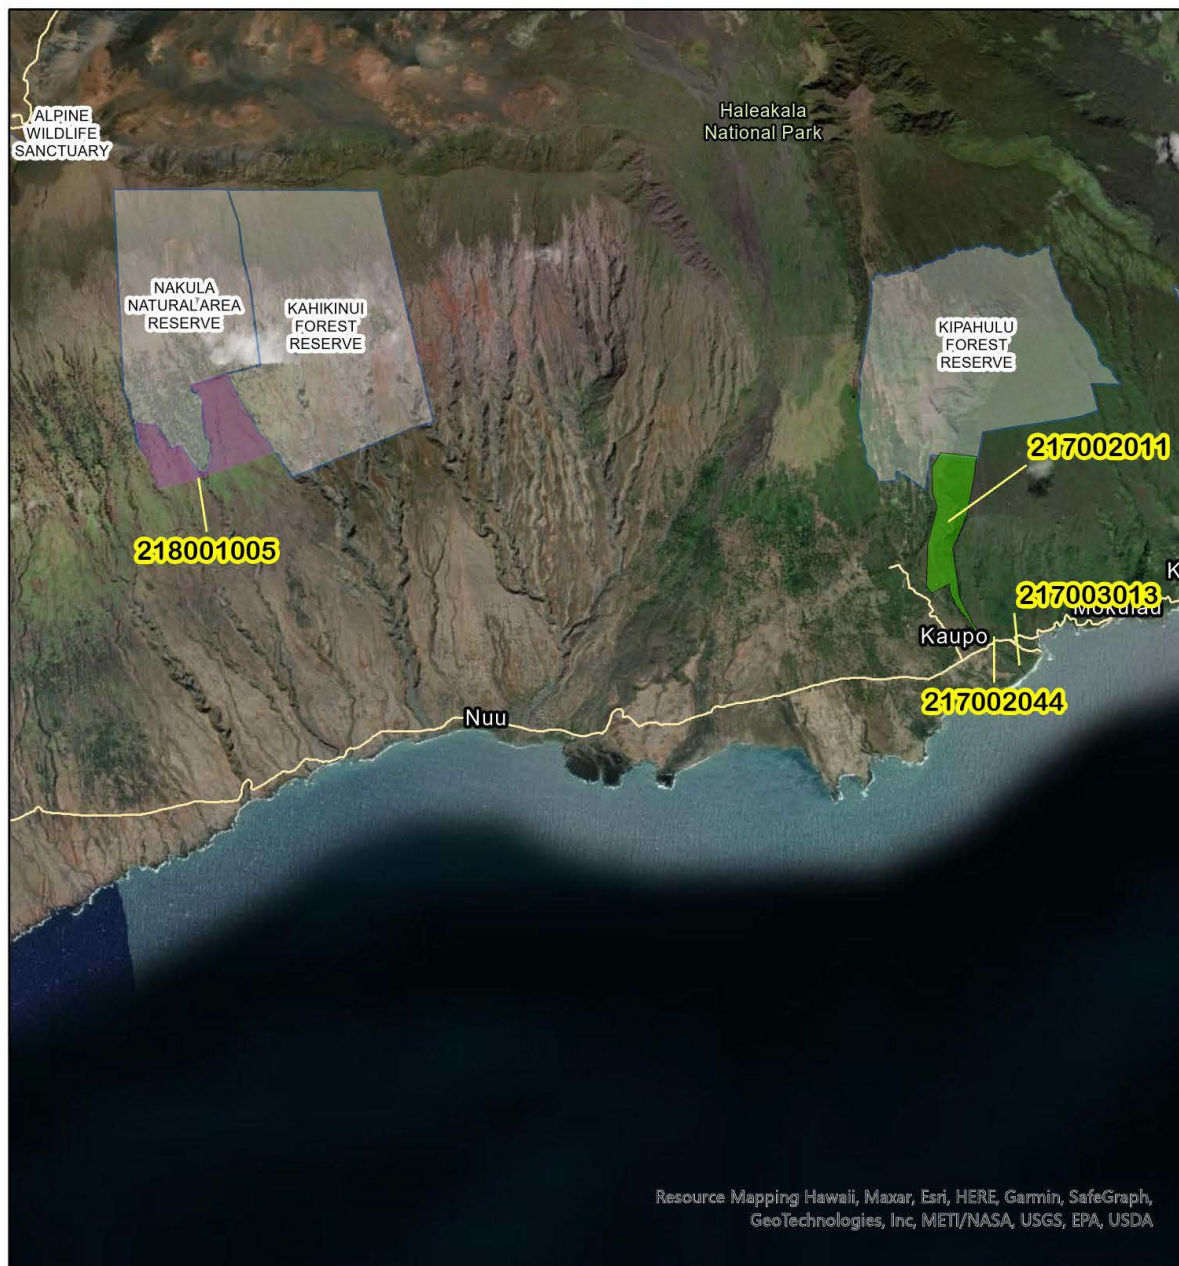 Haleakala
National Park
ALPINE
WILDLIFE
SANCTUARY
NAKULA
NATURAL AREA
RESERVE
KAHIKINUI
FOREST
RESERVE
KIPAHULU
FOREST
RESERVE
217002011
218001005
K
217003013
Mokulau
Kaupo
217002044
Nuu
Resource Mapping Hawaii, Maxar, Esri, HERE, Garmin, SafeGraph,
GeoTechnologies, Inc, METI/NASA, USGS, EPA, USDA